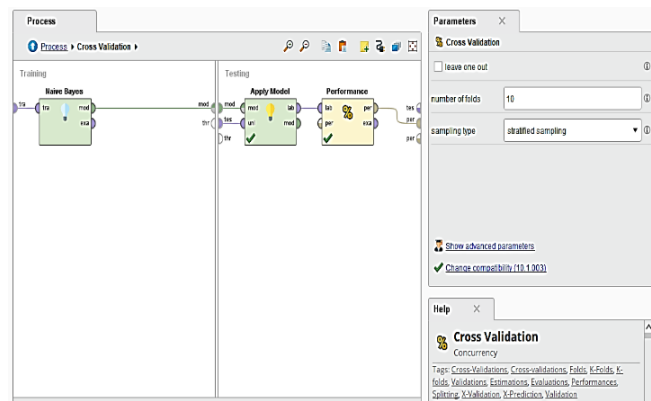 Process
Process ▸ Cross Validation ▸
Training
Testing
Naive Bayes
Apply Model
Performance
tra
tra
mod
exa
mod
thr
mod
tes
thr
mod
unl
lab
mod
lab
per
per
exa
tes
per
per
Parameters
Cross Validation
leave one out
number of folds
10
sampling type
stratified sampling
Show advanced parameters
Change compatibility (10.1.003)
Help
Cross Validation
Concurrency
Tags: Cross-Validations, Cross-validations, Folds, K-Folds, K-
folds, Validations, Estimations, Evaluations, Performances,
Splitting, X-Validation, X-Prediction, Validation